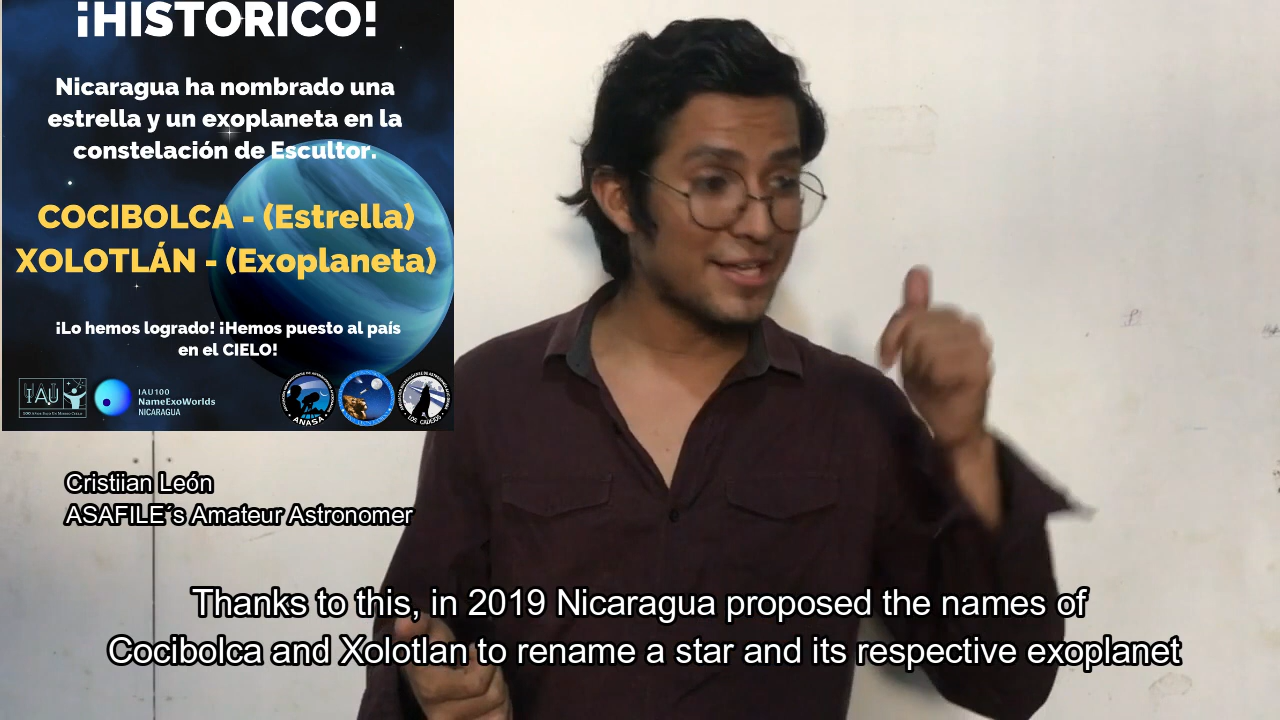 ¡HISTÓRICO!
Nicaragua ha nombrado una
estrella y un exoplaneta en la
constelación de Escultor.
COCIBOLCA - (Estrella)
XOLOTLÁN - (Exoplaneta)
¡Lo hemos logrado! ¡Hemos puesto al país
en el CIELO!
IAU
IAU100
NameExoWorlds
NICARAGUA
ANASA
Cristiian León
ASAFILE´s Amateur Astronomer
Thanks to this, in 2019 Nicaragua proposed the names of
Cocibolca and Xolotlan to rename a star and its respective exoplanet